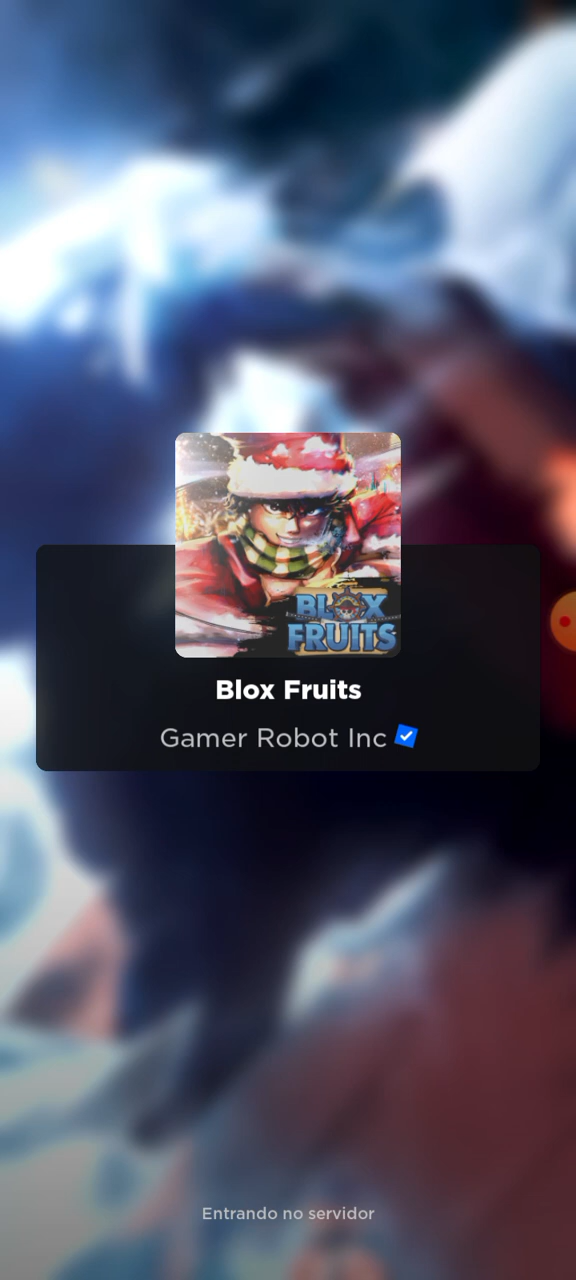 BLOX
FRUITS
Blox Fruits
Gamer Robot Inc
Entrando no servidor